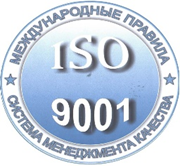 МЕЖДУНАРОДНЫЕ ПРАВИЛА
ISO
9001
СИСТЕМА МЕНЕДЖМЕНТА КАЧЕСТВА